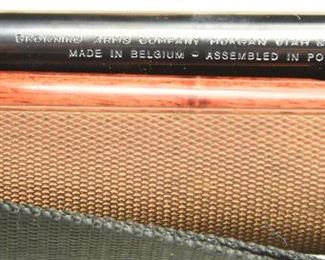 BROWNING ARMS COMPANY MORGAN UTAH
MADE IN BELGIUM - ASSEMBLED IN PO